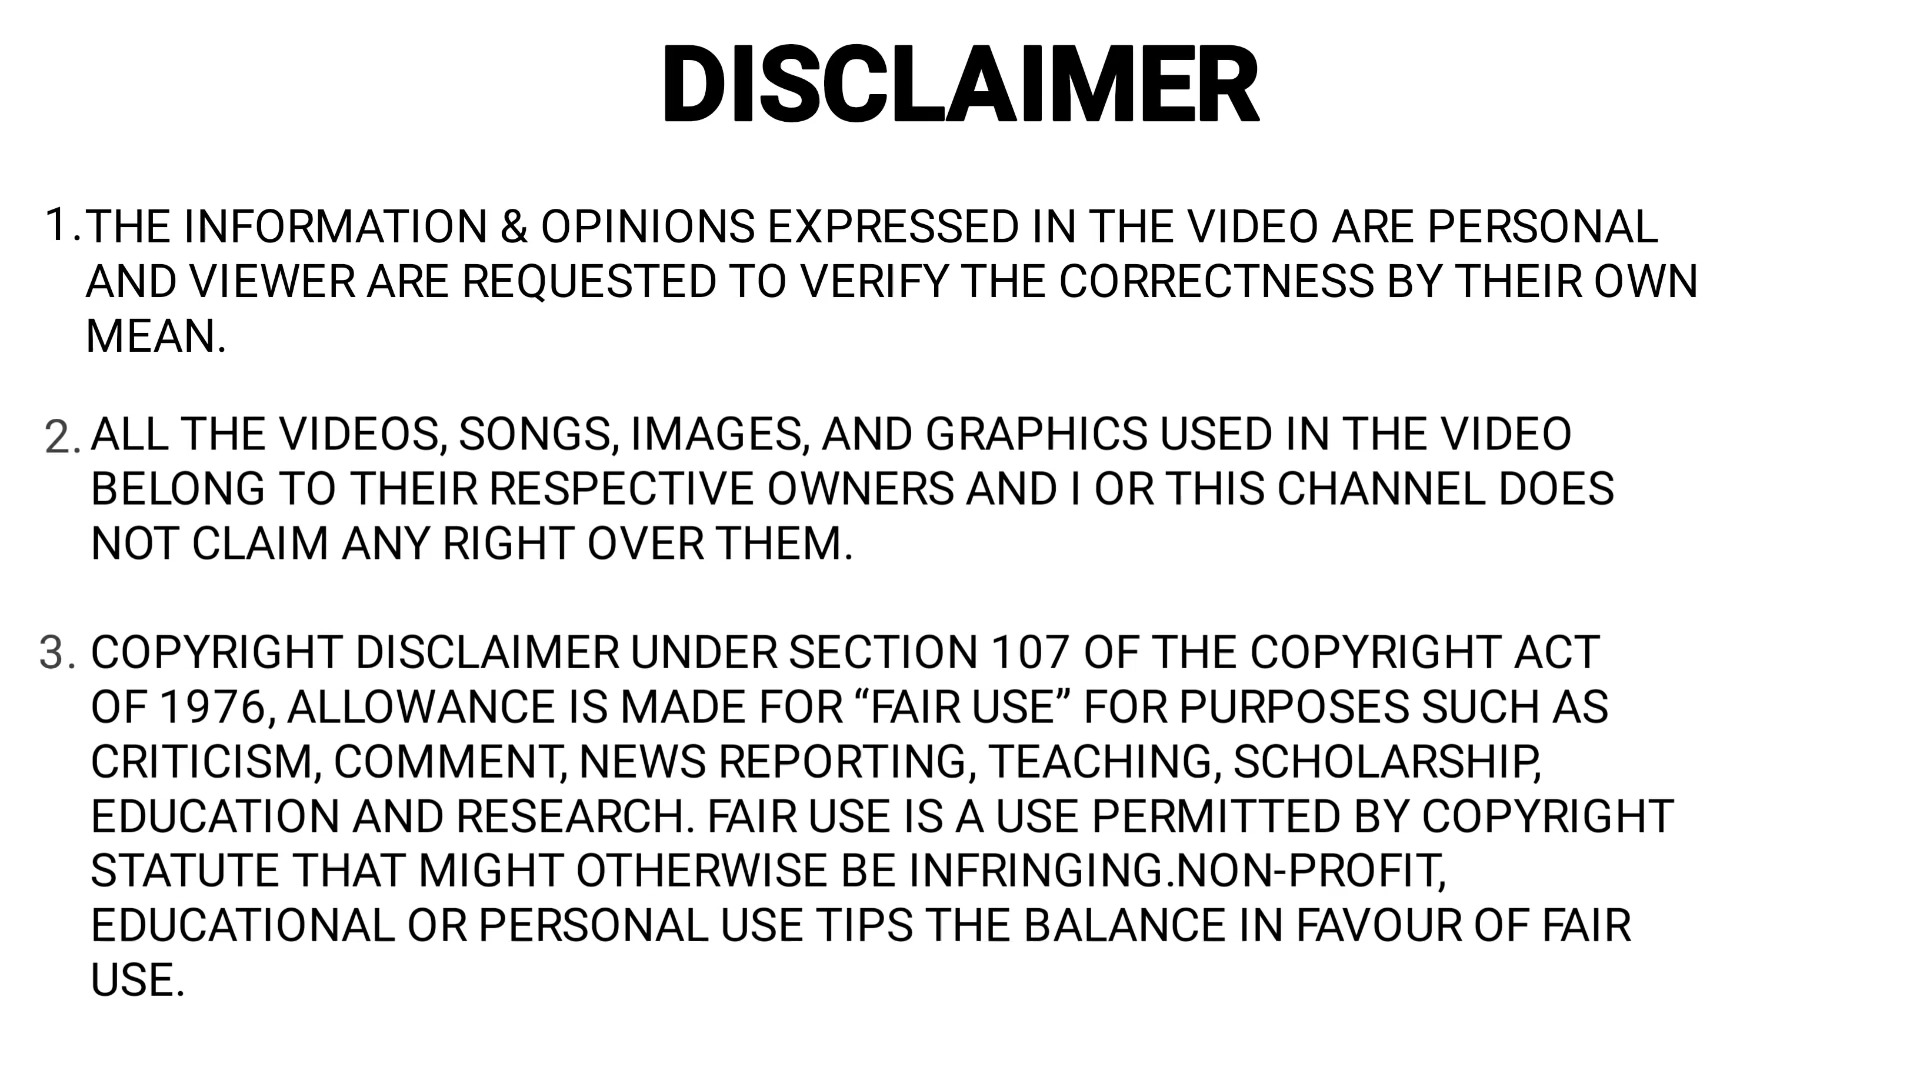 DISCLAIMER
1. THE INFORMATION & OPINIONS EXPRESSED IN THE VIDEO ARE PERSONAL
AND VIEWER ARE REQUESTED TO VERIFY THE CORRECTNESS BY THEIR OWN
MEAN.
2. ALL THE VIDEOS, SONGS, IMAGES, AND GRAPHICS USED IN THE VIDEO
BELONG TO THEIR RESPECTIVE OWNERS AND I OR THIS CHANNEL DOES
NOT CLAIM ANY RIGHT OVER THEM.
3. COPYRIGHT DISCLAIMER UNDER SECTION 107 OF THE COPYRIGHT ACT
OF 1976, ALLOWANCE IS MADE FOR “FAIR USE” FOR PURPOSES SUCH AS
CRITICISM, COMMENT, NEWS REPORTING, TEACHING, SCHOLARSHIP,
EDUCATION AND RESEARCH. FAIR USE IS A USE PERMITTED BY COPYRIGHT
STATUTE THAT MIGHT OTHERWISE BE INFRINGING.NON-PROFIT,
EDUCATIONAL OR PERSONAL USE TIPS THE BALANCE IN FAVOUR OF FAIR
USE.